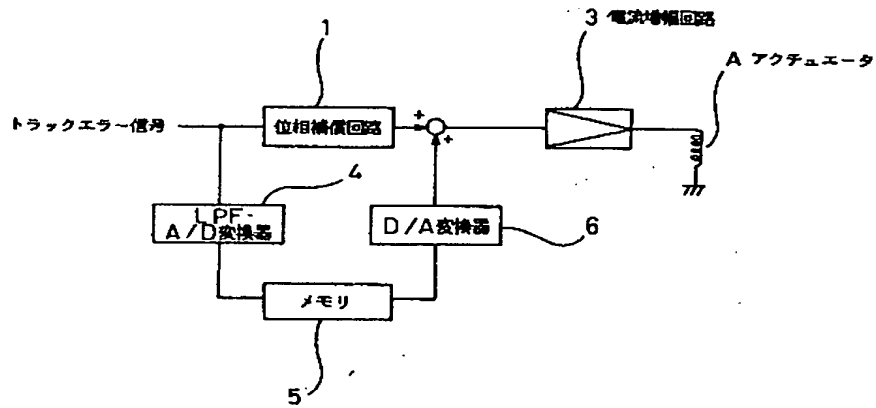 1
3 電流増幅回路
A アクチュエータ
トラックエラー信号
位相補償回路
+
+
4
LPF-
A/D変換器
D/A変換器
6
メモリ
5